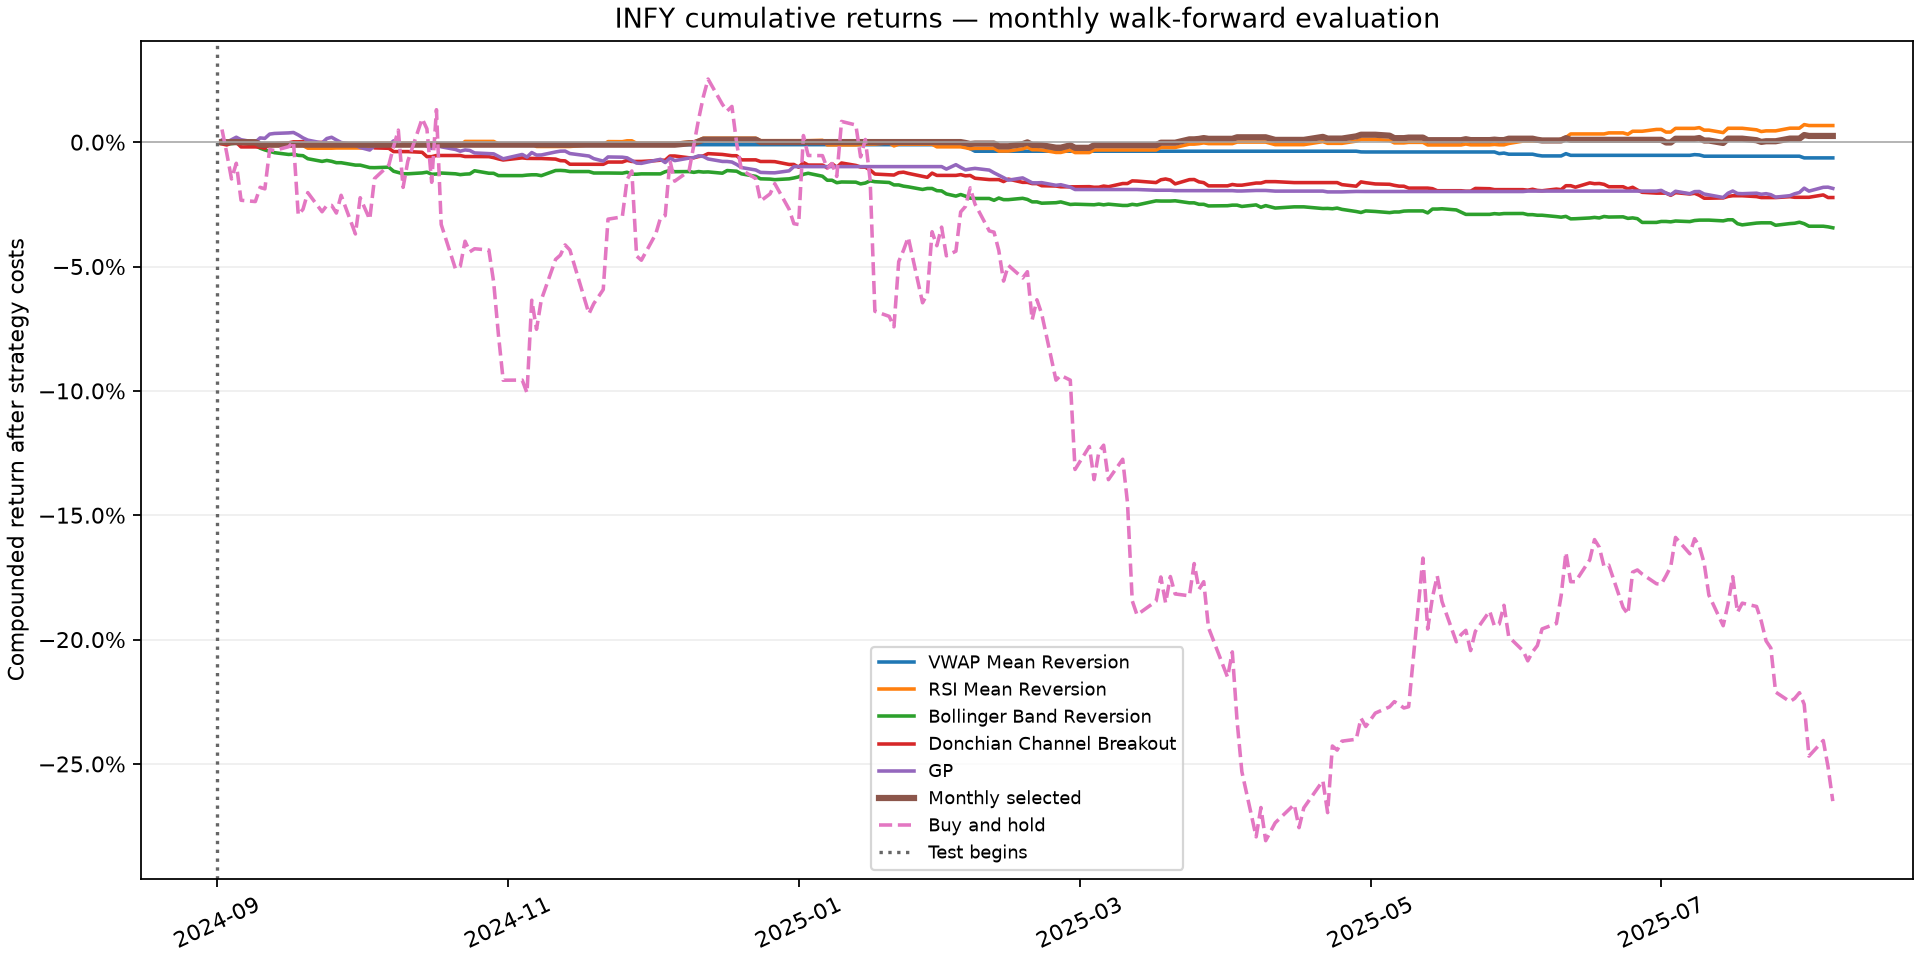 INFY cumulative returns — monthly walk-forward evaluation
Compounded return after strategy costs
0.0%
−5.0%
−10.0%
−15.0%
−20.0%
−25.0%
VWAP Mean Reversion
RSI Mean Reversion
Bollinger Band Reversion
Donchian Channel Breakout
GP
Monthly selected
Buy and hold
Test begins
2024-09
2024-11
2025-01
2025-03
2025-05
2025-07